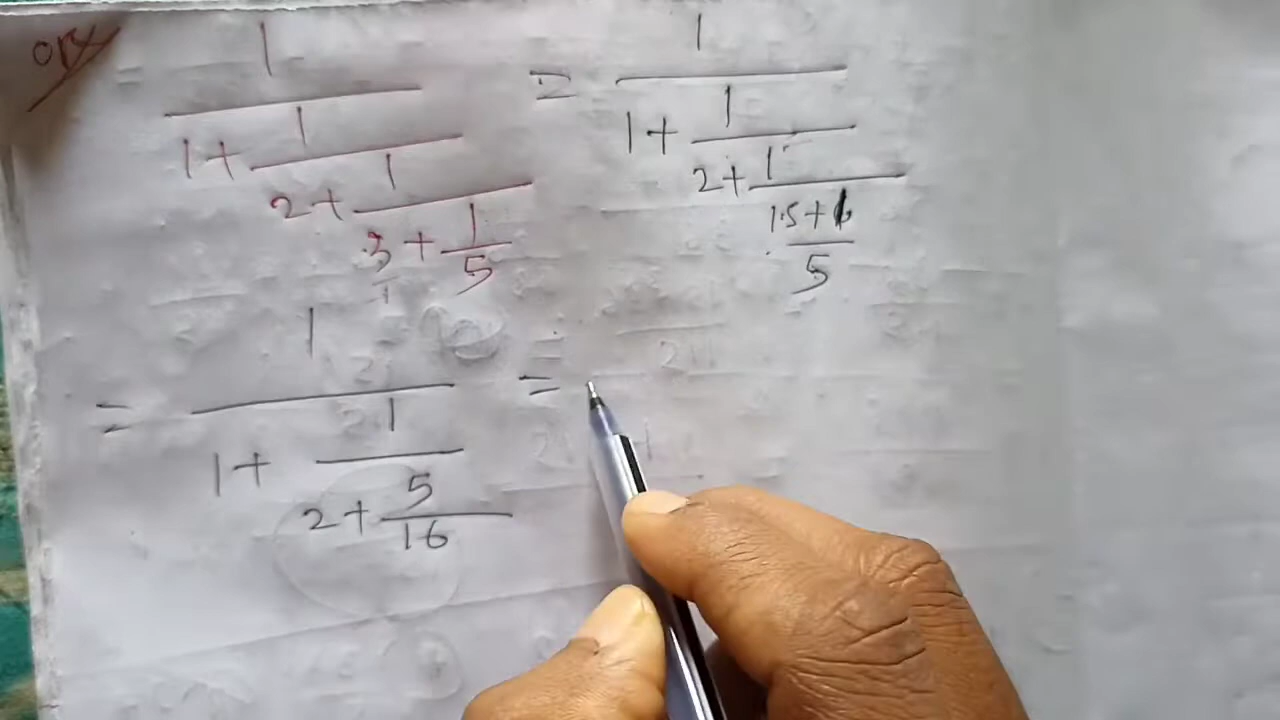 1 = 1
1+ 1 1+ 1
2+ 1 2+ 1
3 + 1/5 15+1/5
= 1 =
1+ 1
2+ 5/16